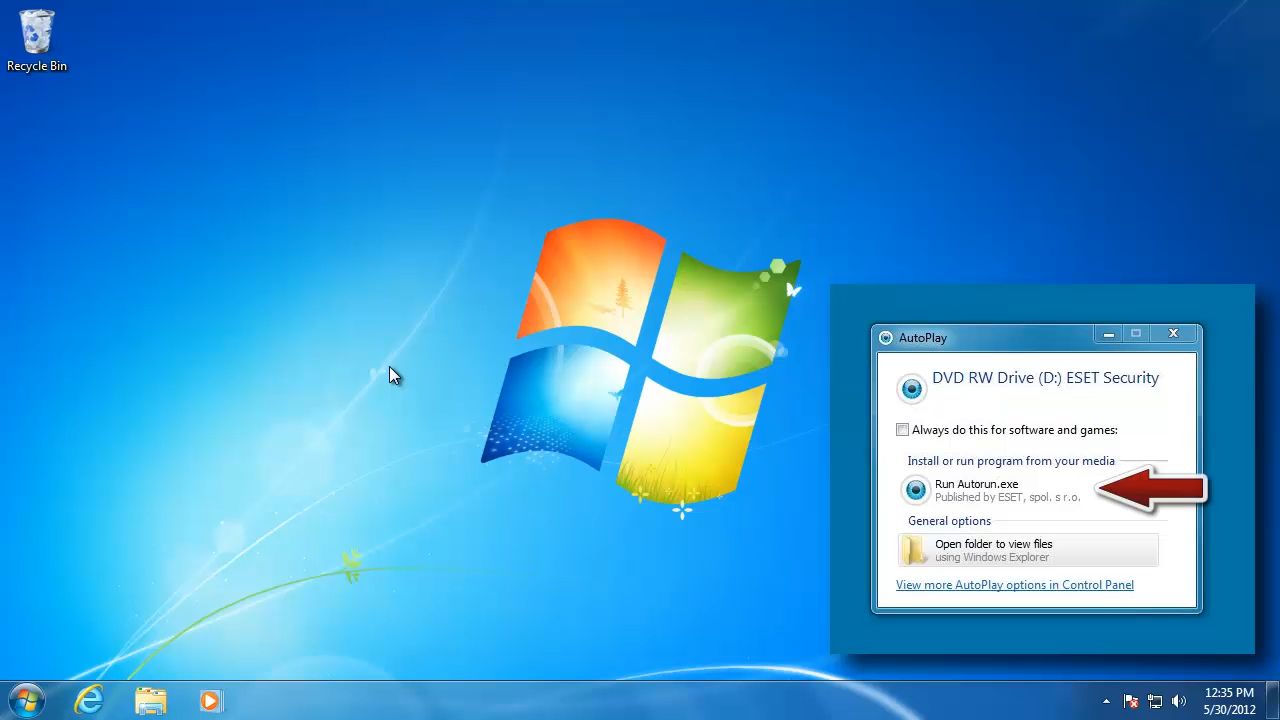 Recycle Bin
AutoPlay
DVD RW Drive (D:) ESET Security
Always do this for software and games:
Install or run program from your media
Run Autorun.exe
Published by ESET, spol. s r.o.
General options
Open folder to view files
using Windows Explorer
View more AutoPlay options in Control Panel
12:35 PM
5/30/2012